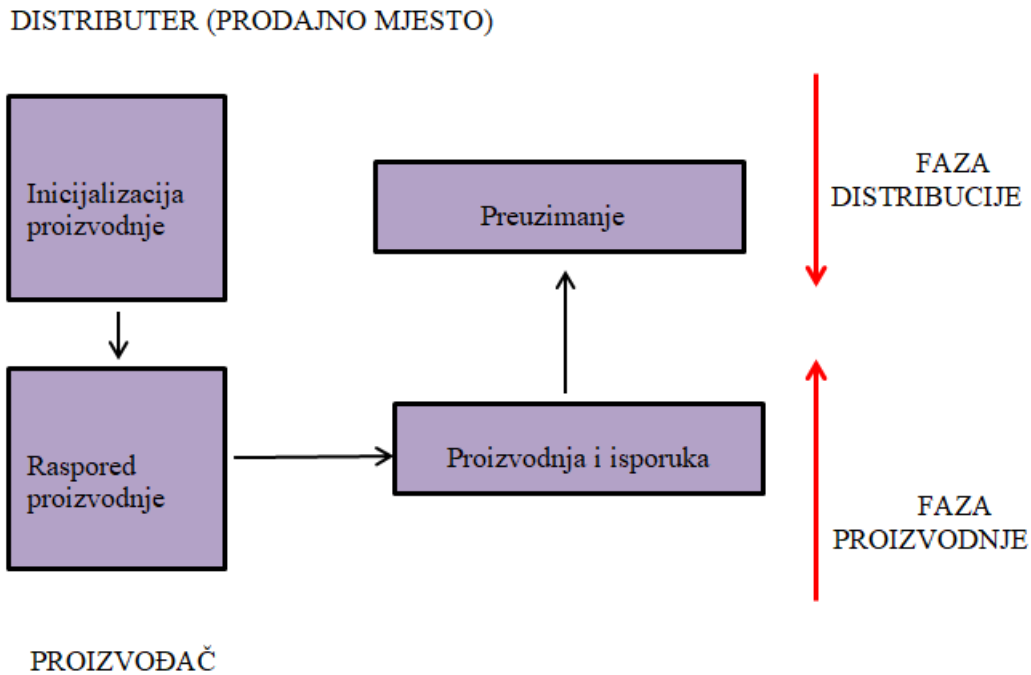 DISTRIBUTER (PRODAJNO MJESTO)
Inicijalizacija
proizvodnje
Preuzimanje
FAZA
DISTRIBUCIJE
Raspored
proizvodnje
Proizvodnja i isporuka
FAZA
PROIZVODNJE
PROIZVOĐAČ